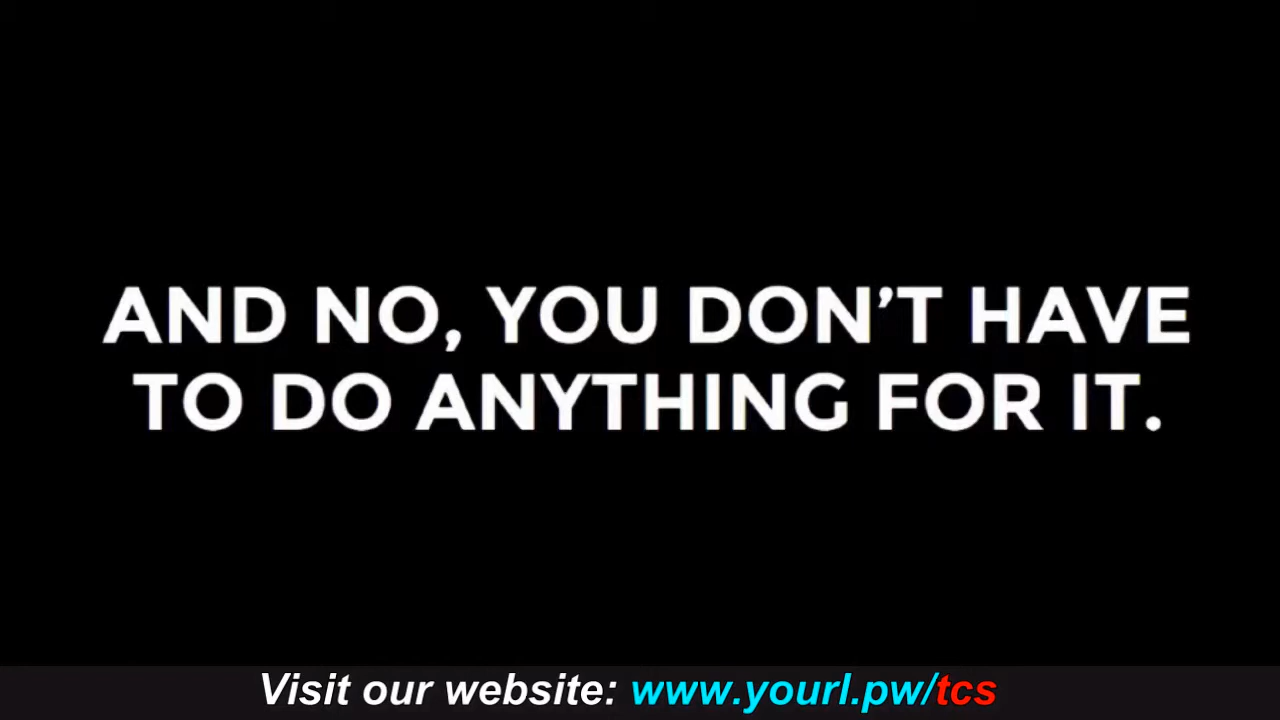 AND NO, YOU DON’T HAVE
TO DO ANYTHING FOR IT.
Visit our website: www.yourl.pw/tcs